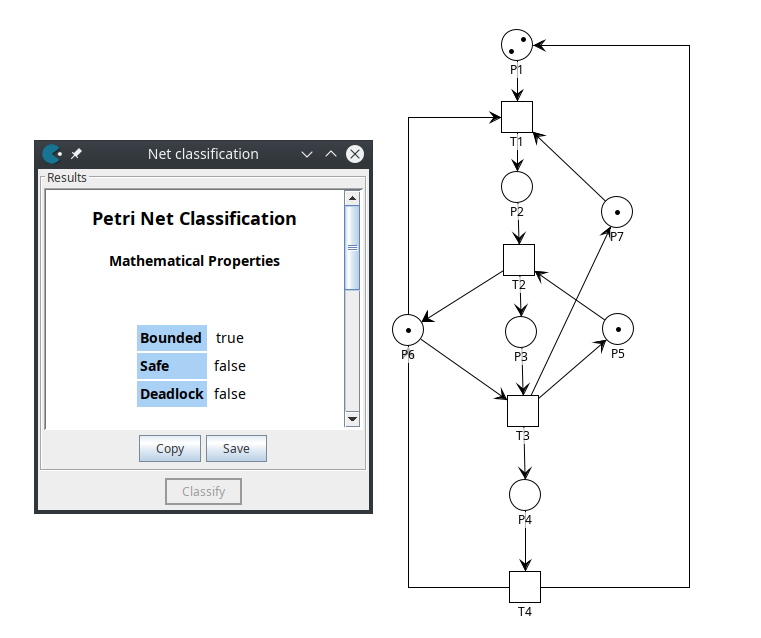 Net classification
Results
Petri Net Classification
Mathematical Properties
Bounded true
Safe false
Deadlock false
Copy Save
Classify
P1
T1
P2
P7
T2
P6
P3
P5
T3
P4
T4